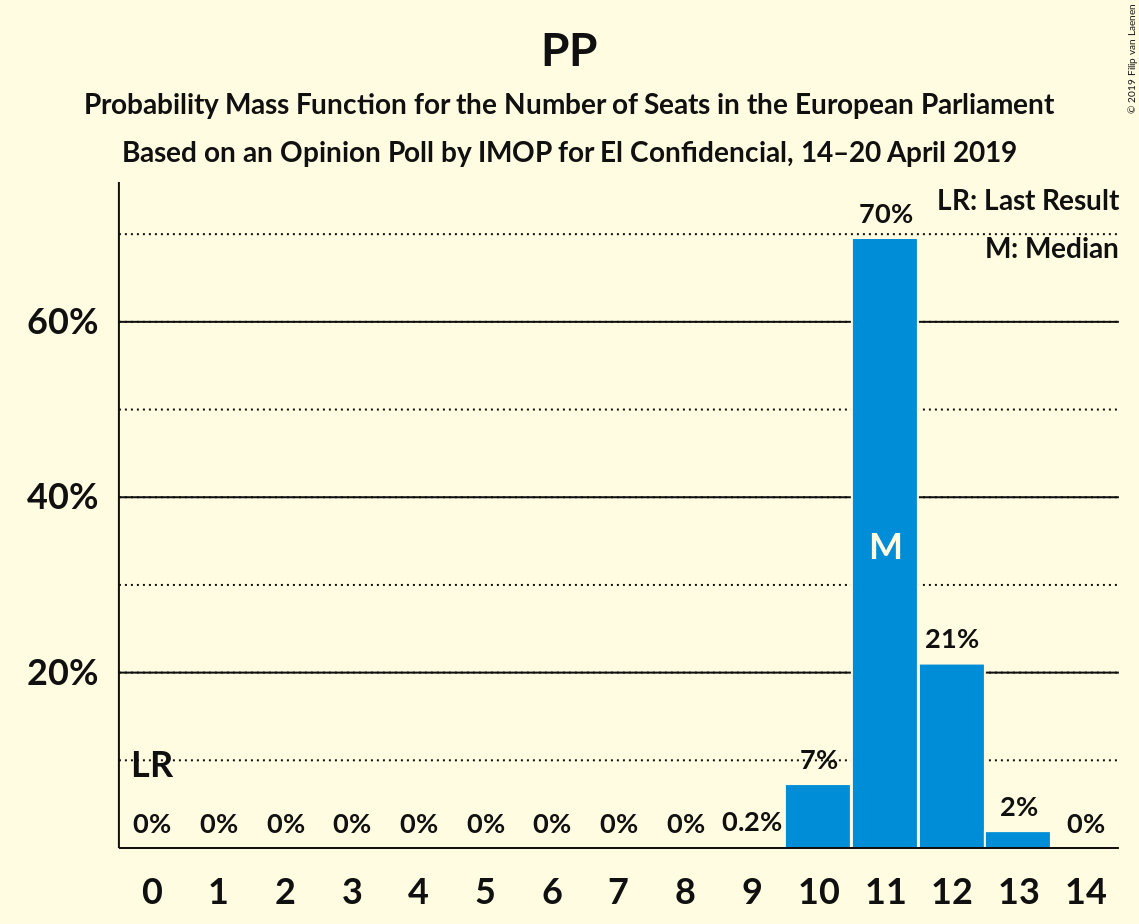 PP
Probability Mass Function for the Number of Seats in the European Parliament
Based on an Opinion Poll by IMOP for El Confidencial, 14–20 April 2019
© 2019 Filip van Laenen
LR: Last Result
M: Median
70%
60%
40%
M
21%
20%
LR
7%
0% 0% 0% 0% 0% 0% 0% 0% 0% 0.2% 2% 0%
0 1 2 3 4 5 6 7 8 9 10 11 12 13 14